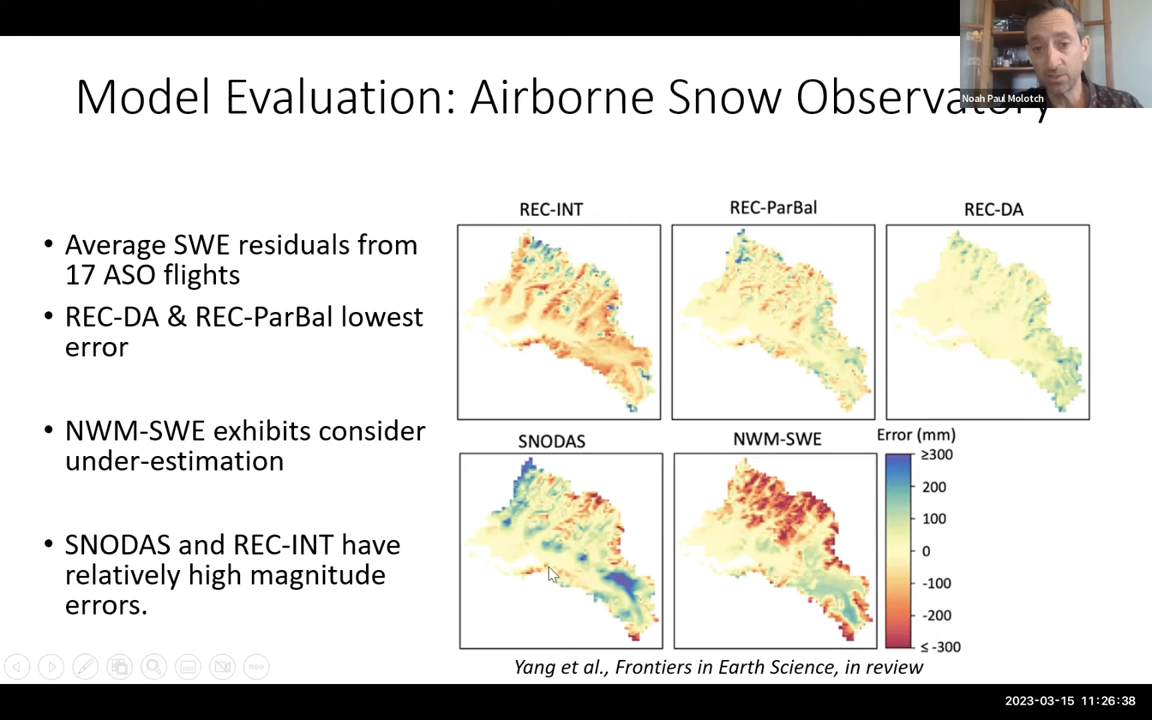 Model Evaluation: Airborne Snow Observatory
Noah Paul Molotch
• Average SWE residuals from
17 ASO flights
• REC-DA & REC-ParBal lowest
error
• NWM-SWE exhibits consider
under-estimation
• SNODAS and REC-INT have
relatively high magnitude
errors.
REC-INT
REC-ParBal
REC-DA
SNODAS
NWM-SWE
Error (mm)
≥300
200
100
0
-100
-200
≤ -300
Yang et al., Frontiers in Earth Science, in review
2023-03-15 11:26:38